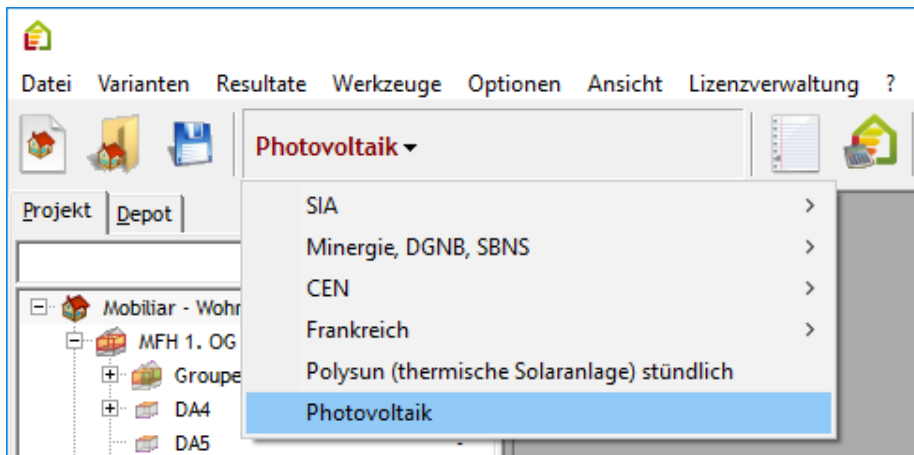 Datei Varianten Resultate Werkzeuge Optionen Ansicht Lizenzverwaltung ?
Photovoltaik
Projekt Depot
SIA
Minergie, DGNB, SBNS
CEN
Frankreich
Polysun (thermische Solaranlage) stündlich
Photovoltaik
Mobiliar - Wohn
MFH 1. OG
Groupe
DA4
DA5